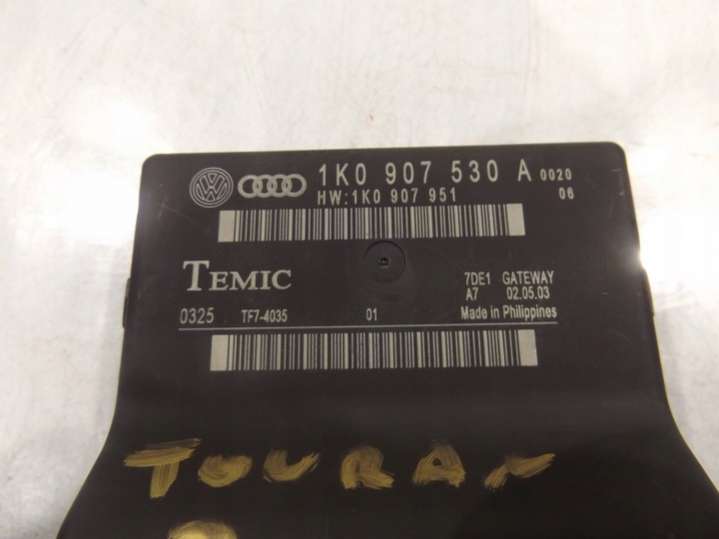 1K0 907 530 A 0020
HW:1K0 907 951 06
TEMIC
7DE1 GATEWAY
A7 02.05.03
0325 TF7-4035 01 Made in Philippines
TOURAN